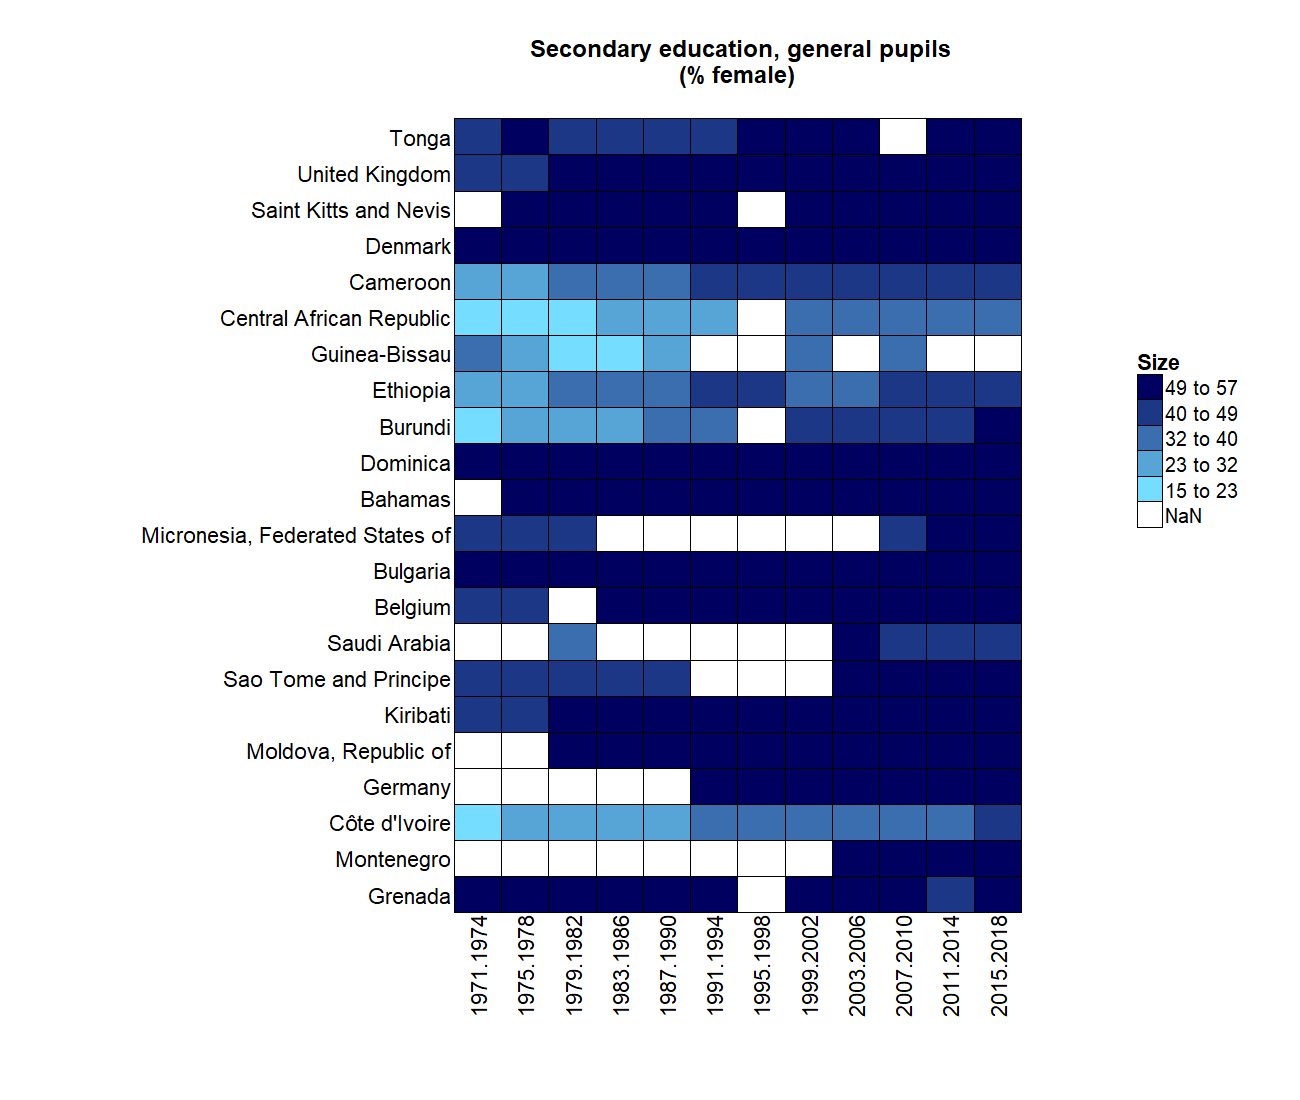 Secondary education, general pupils
(% female)
Tonga
United Kingdom
Saint Kitts and Nevis
Denmark
Cameroon
Central African Republic
Guinea-Bissau
Ethiopia
Burundi
Dominica
Bahamas
Micronesia, Federated States of
Bulgaria
Belgium
Saudi Arabia
Sao Tome and Principe
Kiribati
Moldova, Republic of
Germany
Côte d'Ivoire
Montenegro
Grenada
1971.1974
1975.1978
1979.1982
1983.1986
1987.1990
1991.1994
1995.1998
1999.2002
2003.2006
2007.2010
2011.2014
2015.2018
Size
49 to 57
40 to 49
32 to 40
23 to 32
15 to 23
NaN